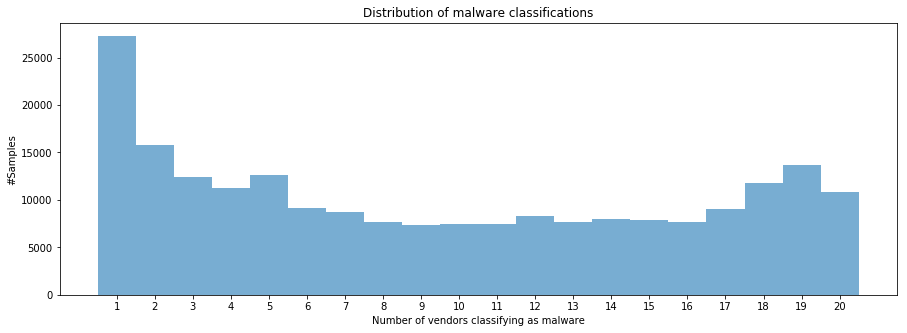 Distribution of malware classifications
25000
20000
15000
10000
5000
0
#Samples
1 2 3 4 5 6 7 8 9 10 11 12 13 14 15 16 17 18 19 20
Number of vendors classifying as malware